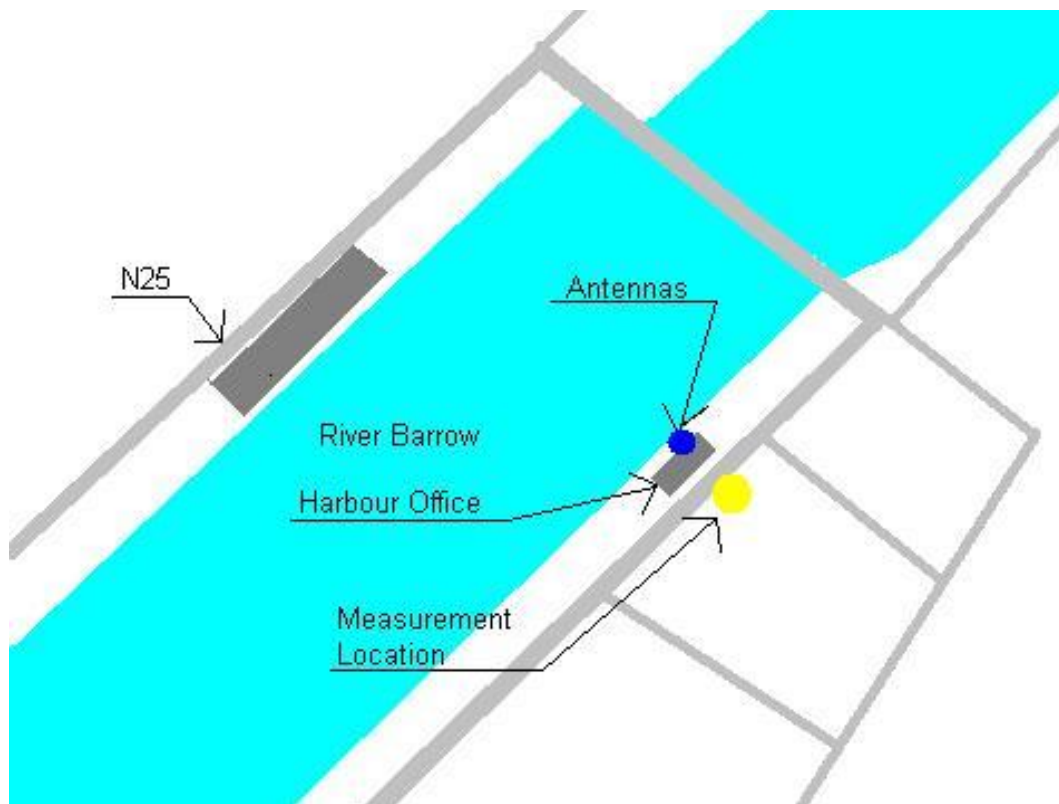 N25
Antennas
River Barrow
Harbour Office
Measurement
Location